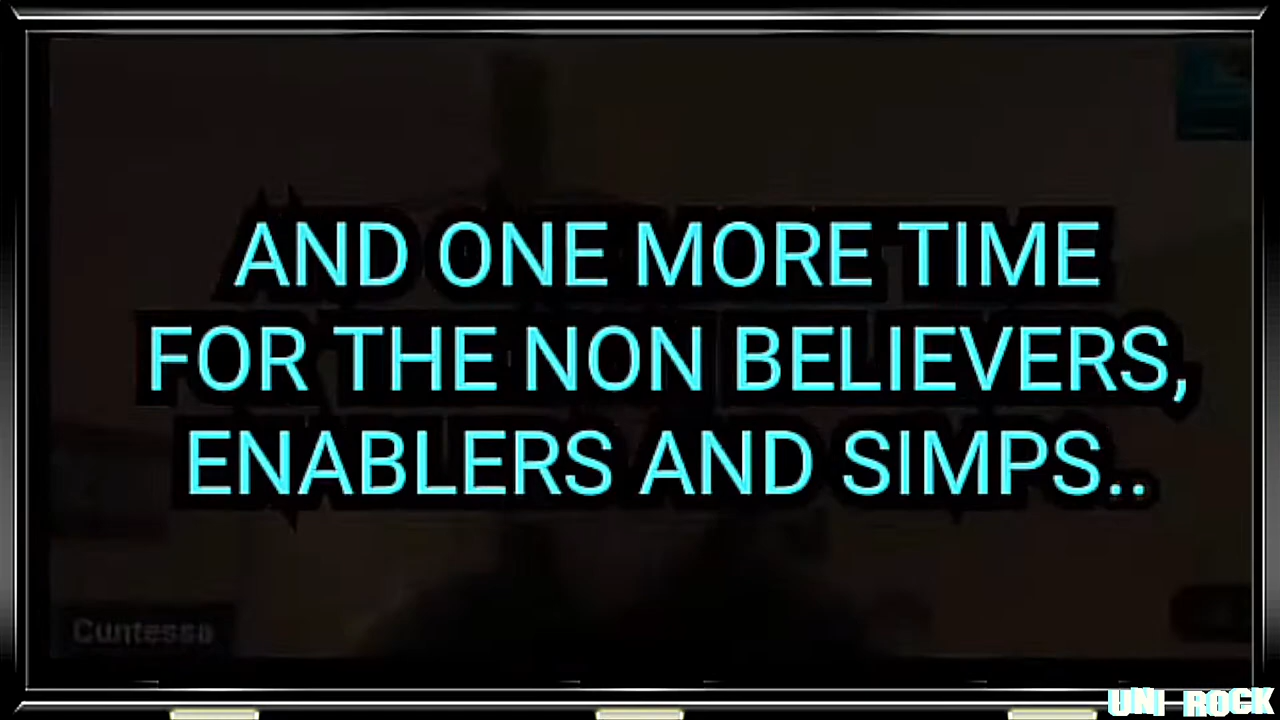 AND ONE MORE TIME
FOR THE NON BELIEVERS,
ENABLERS AND SIMPS..
Cuntessa
UNI ROCK